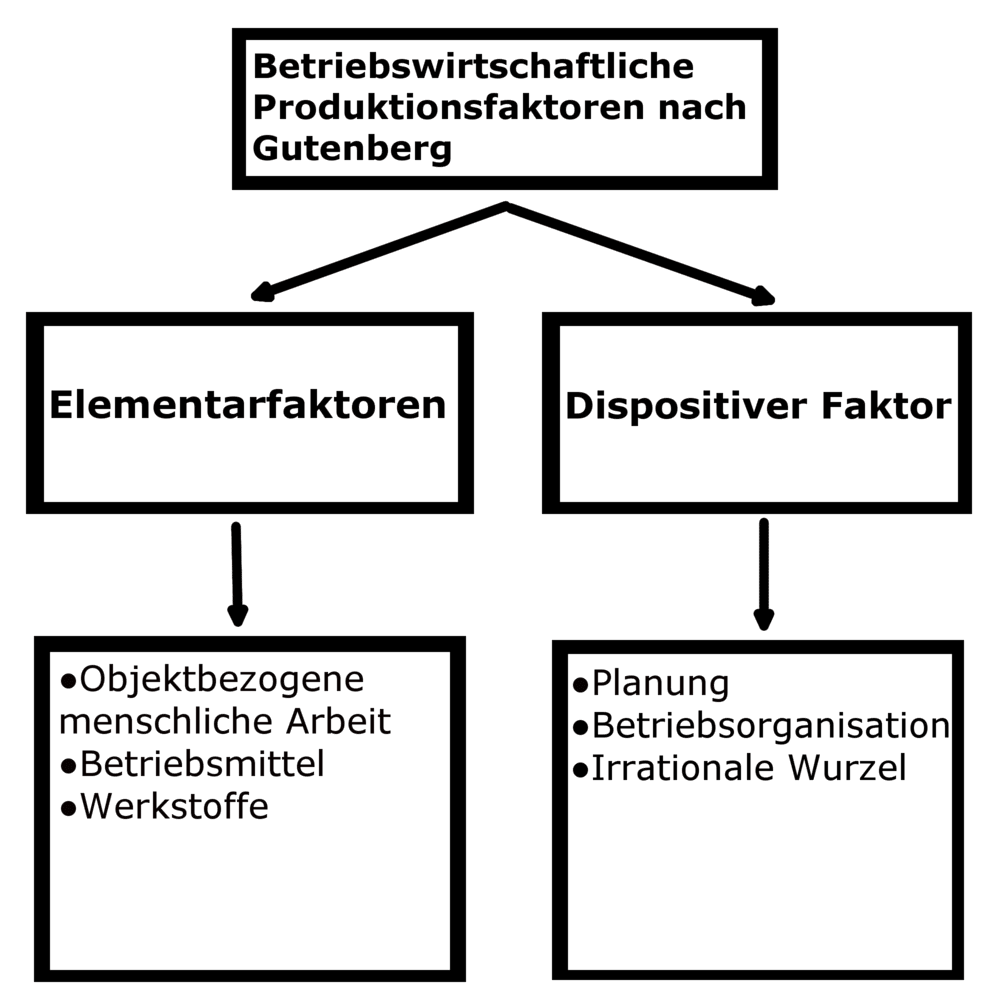 Betriebswirtschaftliche
Produktionsfaktoren nach
Gutenberg
Elementarfaktoren
Dispositiver Faktor
●Objektbezogene
menschliche Arbeit
●Betriebsmittel
●Werkstoffe
●Planung
●Betriebsorganisation
●Irrationale Wurzel